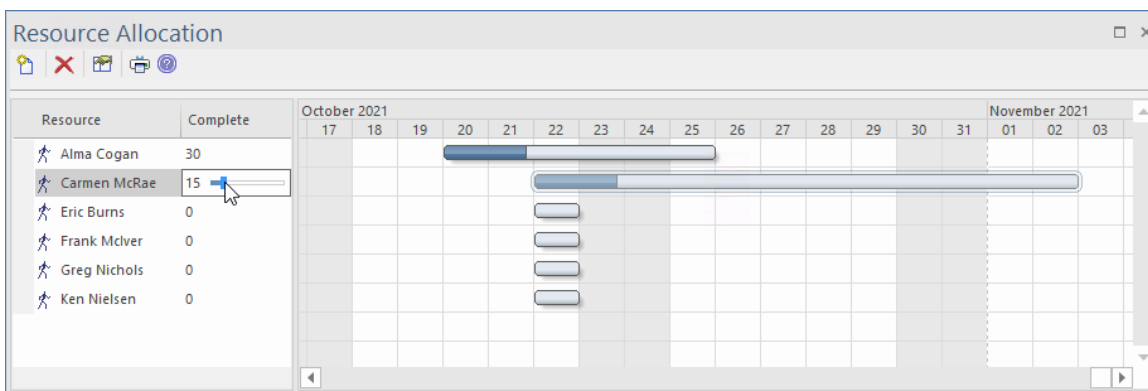 Resource Allocation
October 2021 November 2021
Resource Complete
17 18 19 20 21 22 23 24 25 26 27 28 29 30 31 01 02 03
Alma Cogan 30
Carmen McRae 15
Eric Burns 0
Frank McIver 0
Greg Nichols 0
Ken Nielsen 0